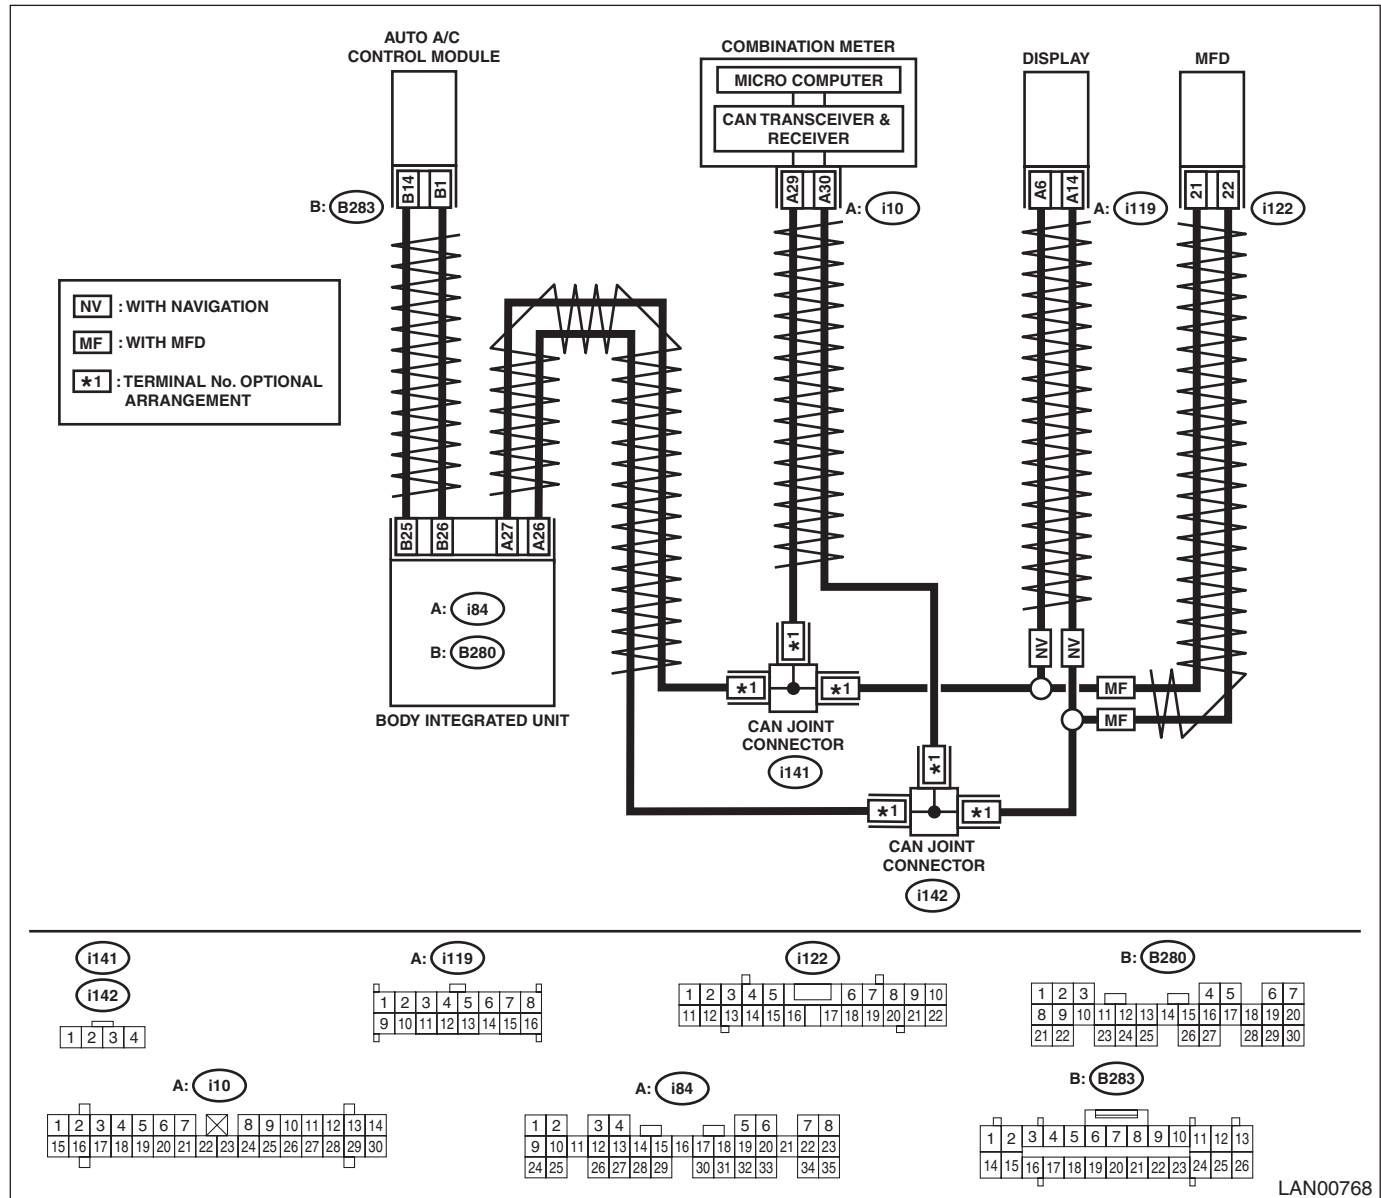 AUTO A/C
CONTROL MODULE
COMBINATION METER
DISPLAY
MFD
MICRO COMPUTER
CAN TRANSCEIVER &
RECEIVER
B14 B1
A29 A30
A6 A14
21 22
B: B283
A: i10
A: i119
i122
NV : WITH NAVIGATION
MF : WITH MFD
*1 : TERMINAL No. OPTIONAL
ARRANGEMENT
B25 B26 A27 A26
A: i84
B: B280
BODY INTEGRATED UNIT
*1
NV NV
*1 *1
MF
MF
CAN JOINT
CONNECTOR
i141
*1
*1 *1
CAN JOINT
CONNECTOR
i142
i141
i142
1 2 3 4
A: i119
1 2 3 4 5 6 7 8
9 10 11 12 13 14 15 16
i122
1 2 3 4 5 6 7 8 9 10
11 12 13 14 15 16 17 18 19 20 21 22
B: B280
1 2 3 4 5 6 7
8 9 10 11 12 13 14 15 16 17 18 19 20
21 22 23 24 25 26 27 28 29 30
A: i10
1 2 3 4 5 6 7 8 9 10 11 12 13 14
15 16 17 18 19 20 21 22 23 24 25 26 27 28 29 30
A: i84
1 2 3 4 5 6 7 8
9 10 11 12 13 14 15 16 17 18 19 20 21 22 23
24 25 26 27 28 29 30 31 32 33 34 35
B: B283
1 2 3 4 5 6 7 8 9 10 11 12 13
14 15 16 17 18 19 20 21 22 23 24 25 26
LAN00768